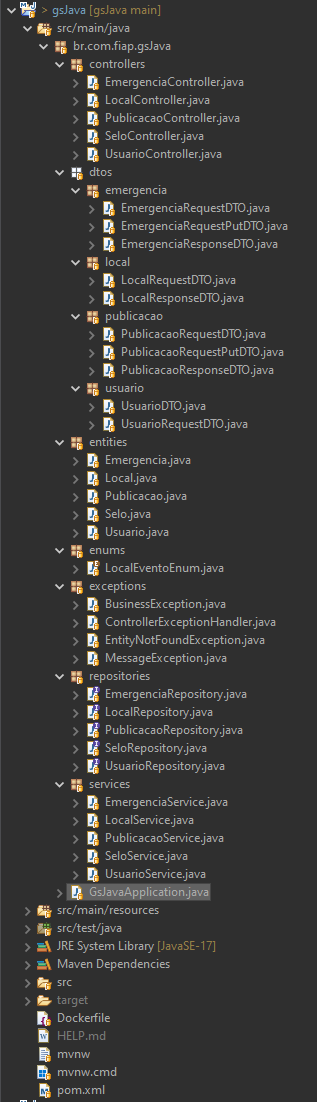 > gsJava [gsJava main]
src/main/java
br.com.fiap.gsJava
controllers
EmergenciaController.java
LocalController.java
PublicacaoController.java
SeloController.java
UsuarioController.java
dtos
emergencia
EmergenciaRequestDTO.java
EmergenciaRequestPutDTO.java
EmergenciaResponseDTO.java
local
LocalRequestDTO.java
LocalResponseDTO.java
publicacao
PublicacaoRequestDTO.java
PublicacaoRequestPutDTO.java
PublicacaoResponseDTO.java
usuario
UsuarioDTO.java
UsuarioRequestDTO.java
entities
Emergencia.java
Local.java
Publicacao.java
Selo.java
Usuario.java
enums
LocalEventoEnum.java
exceptions
BusinessException.java
ControllerExceptionHandler.java
EntityNotFoundException.java
MessageException.java
repositories
EmergenciaRepository.java
LocalRepository.java
PublicacaoRepository.java
SeloRepository.java
UsuarioRepository.java
services
EmergenciaService.java
LocalService.java
PublicacaoService.java
SeloService.java
UsuarioService.java
GsJavaApplication.java
src/main/resources
src/test/java
JRE System Library [JavaSE-17]
Maven Dependencies
src
target
Dockerfile
HELP.md
mvnw
mvnw.cmd
pom.xml